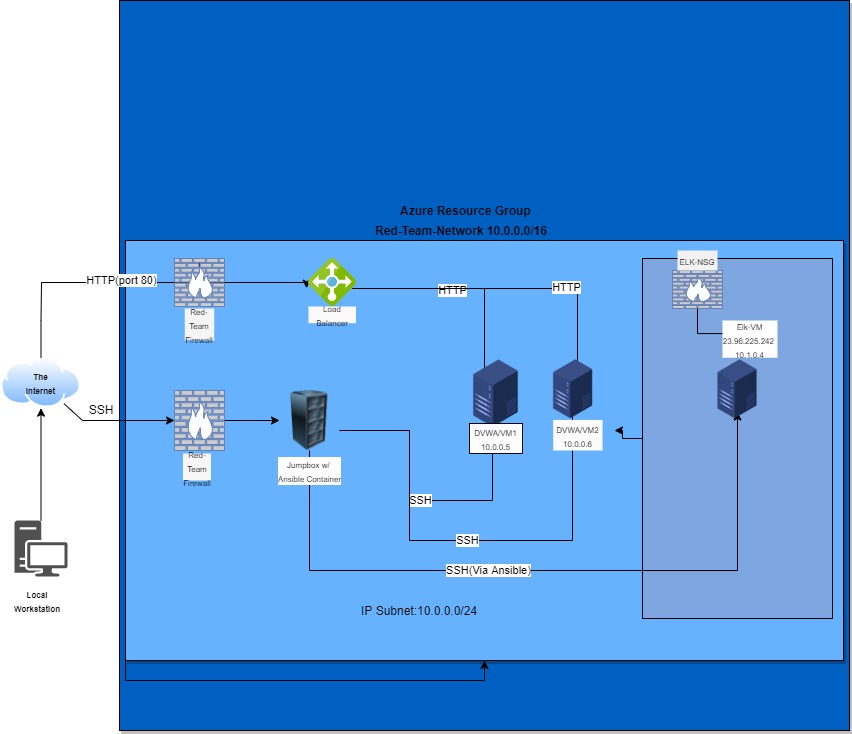 Azure Resource Group
Red-Team-Network 10.0.0.0/16
HTTP(port 80)
Red-
Team
Firewall
Load
Balancer
HTTP
HTTP
ELK-NSG
Elk-VM
23.96.225.242
10.1.0.4
The
Internet
SSH
Red-
Team
Firewall
Jumpbox w/
Ansible Container
DVWA/VM1
10.0.0.5
DVWA/VM2
10.0.0.6
SSH
SSH
SSH(Via Ansible)
Local
Workstation
IP Subnet:10.0.0.0/24